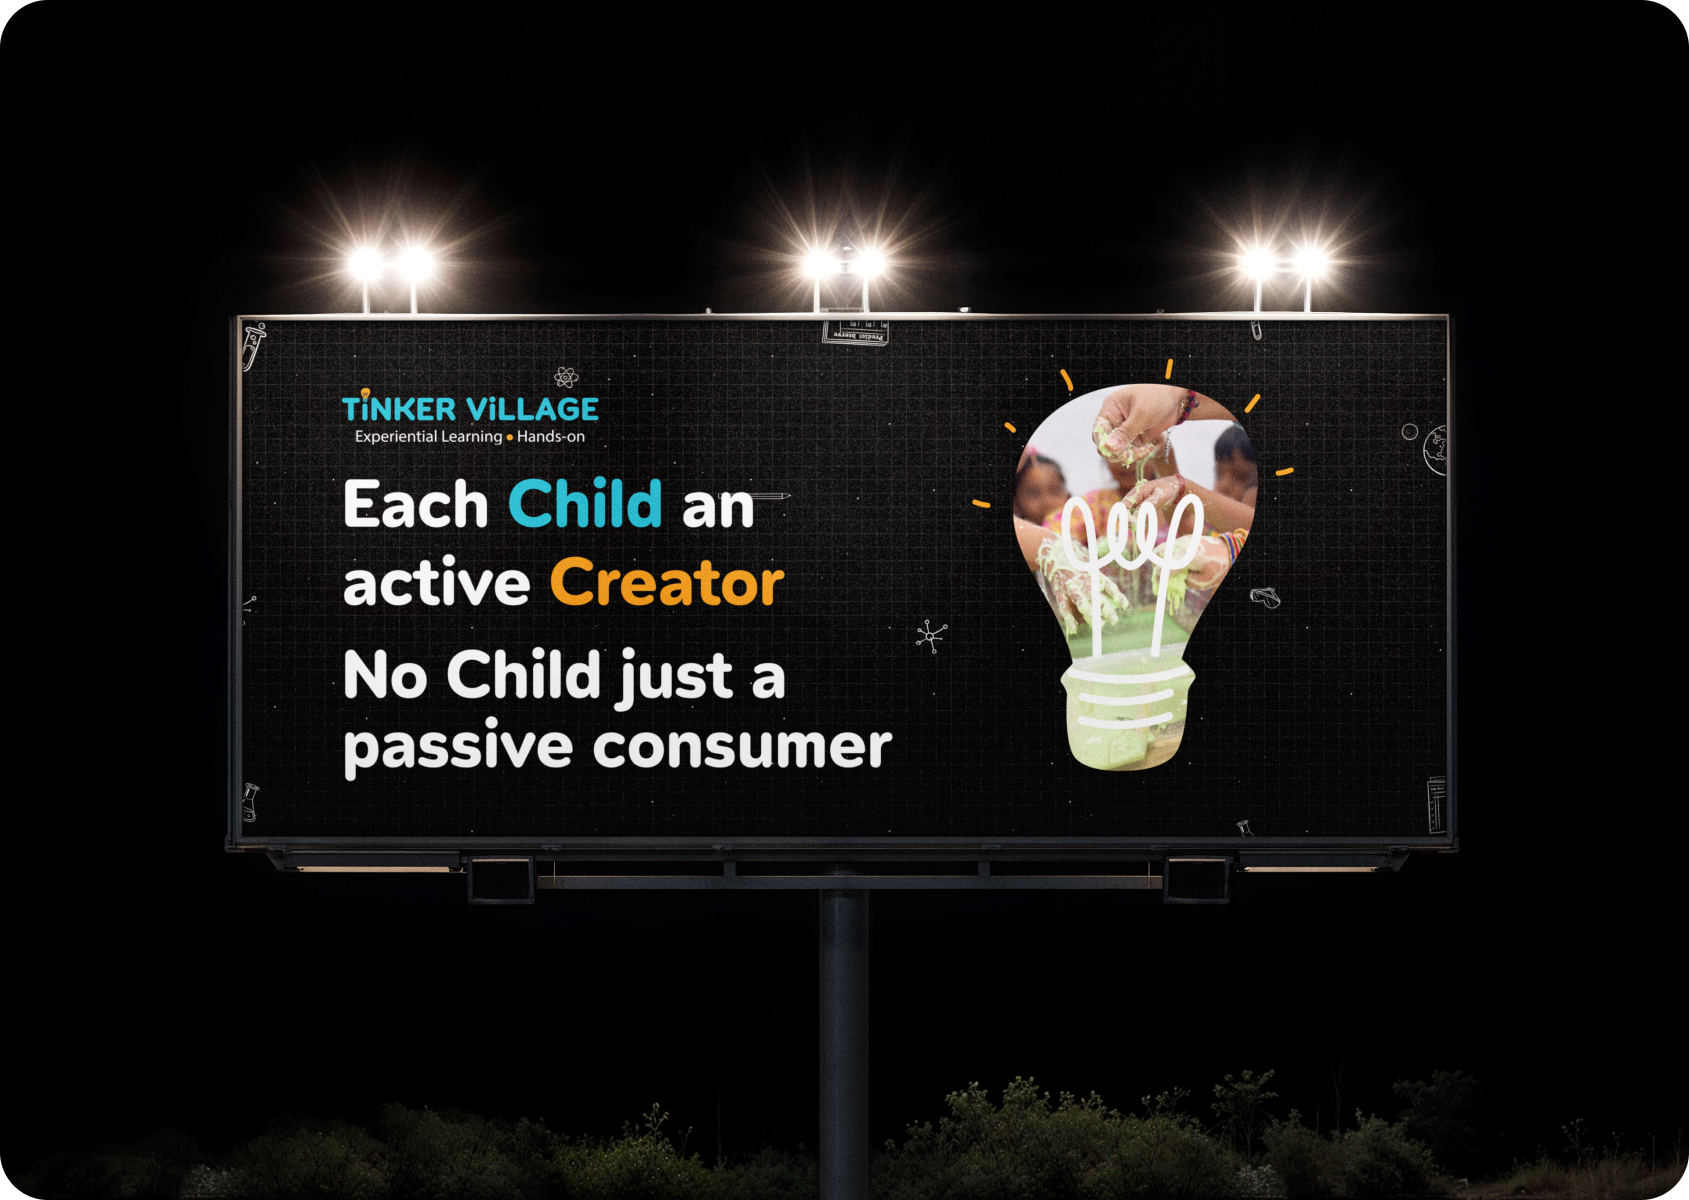 TiNKER ViLLAGE
Experiential Learning • Hands-on
Each Child an
active Creator
No Child just a
passive consumer